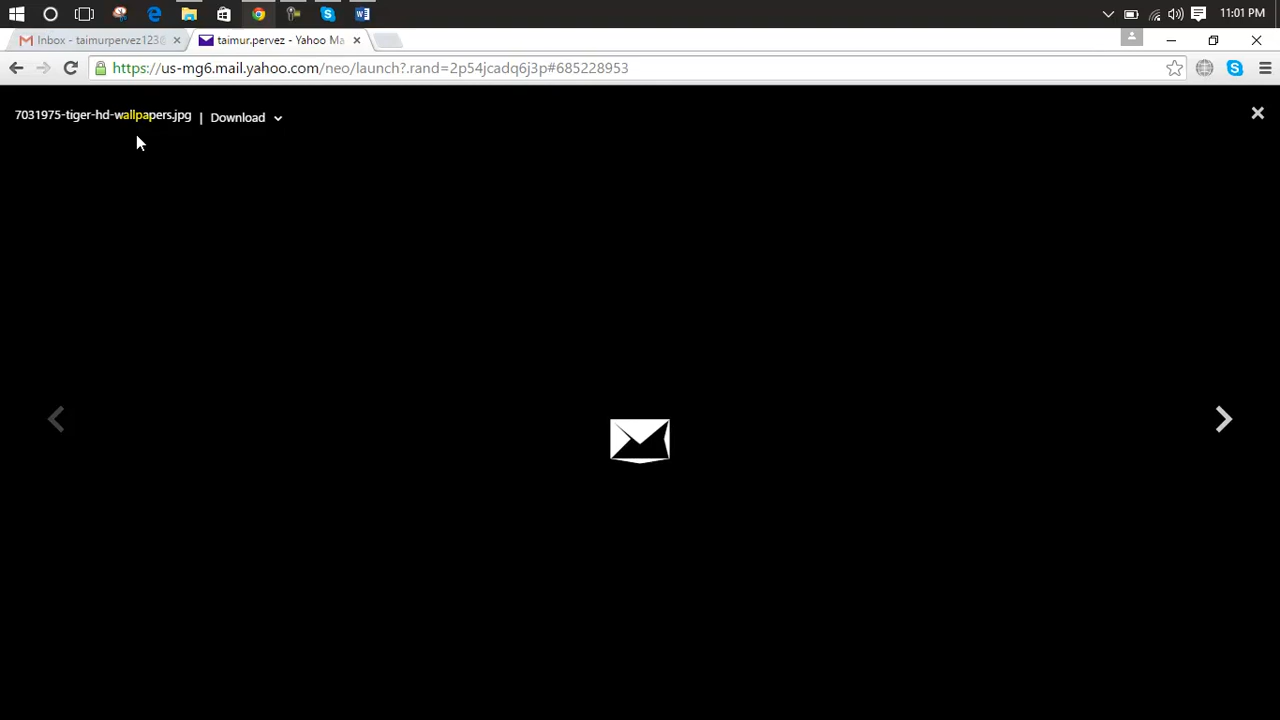 11:01 PM
Inbox - taimurpervez123@
taimur.pervez - Yahoo Ma
https://us-mg6.mail.yahoo.com/neo/launch?.rand=2p54jcadq6j3p#685228953
7031975-tiger-hd-wallpapers.jpg | Download